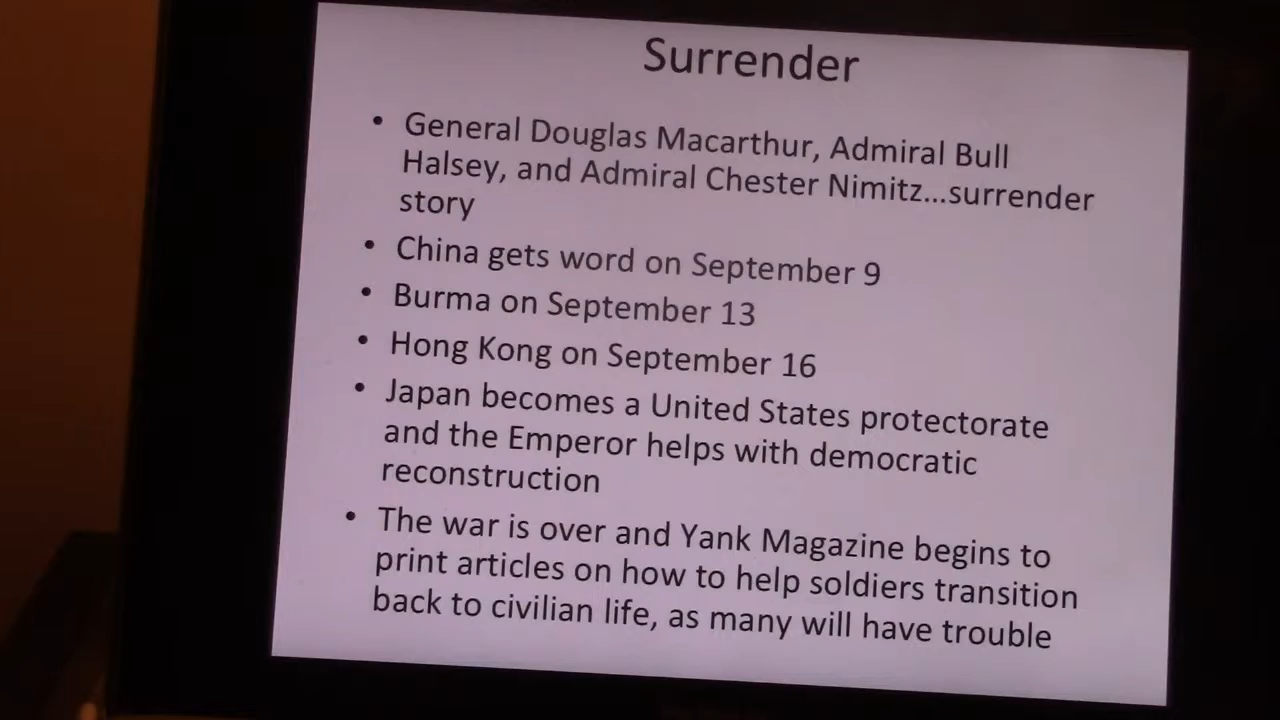 Surrender
• General Douglas Macarthur, Admiral Bull
Halsey, and Admiral Chester Nimitz...surrender
story
• China gets word on September 9
• Burma on September 13
• Hong Kong on September 16
• Japan becomes a United States protectorate
and the Emperor helps with democratic
reconstruction
• The war is over and Yank Magazine begins to
print articles on how to help soldiers transition
back to civilian life, as many will have trouble